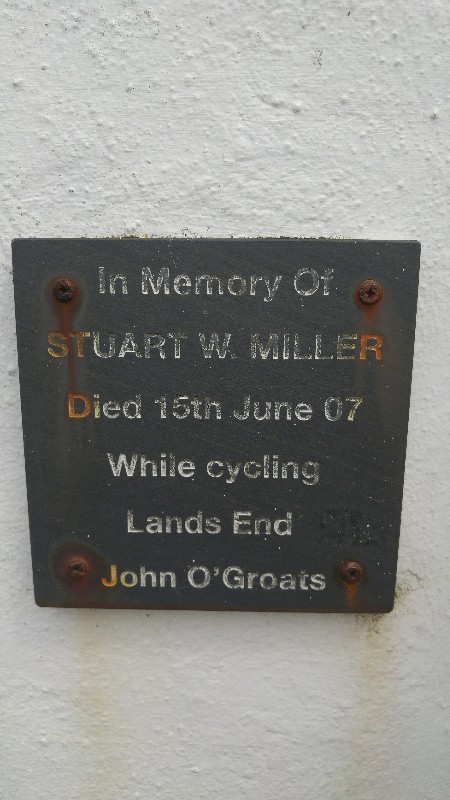 In Memory Of
STUART W. MILLER
Died 15th June 07
While cycling
Lands End
John O'Groats